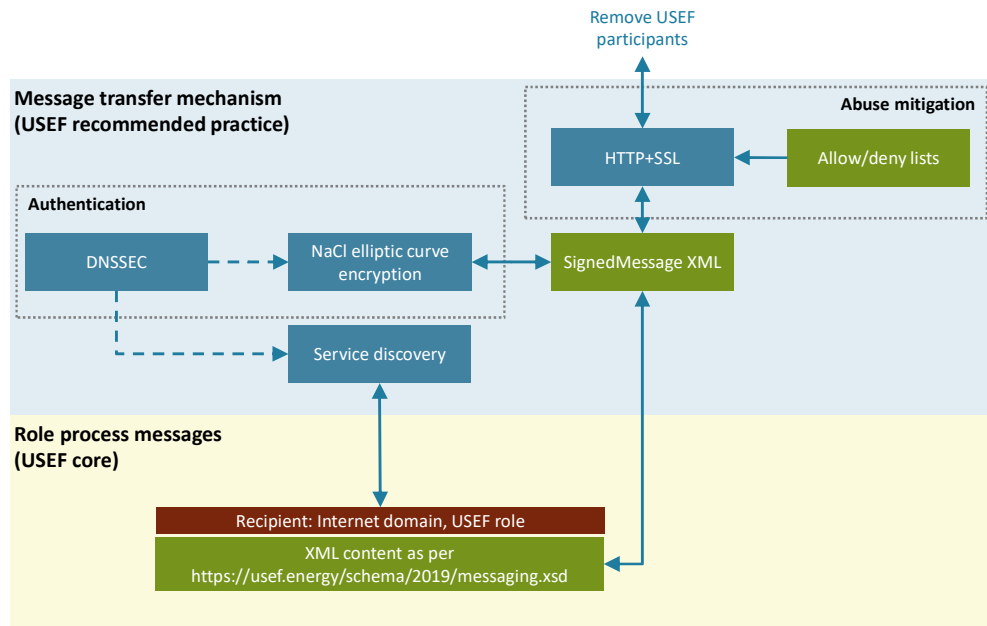 Remove USEF
participants
Message transfer mechanism
(USEF recommended practice)
Abuse mitigation
HTTP+SSL
Allow/deny lists
Authentication
DNSSEC
NaCl elliptic curve
encryption
SignedMessage XML
Service discovery
Role process messages
(USEF core)
Recipient: Internet domain, USEF role
XML content as per
https://usef.energy/schema/2019/messaging.xsd